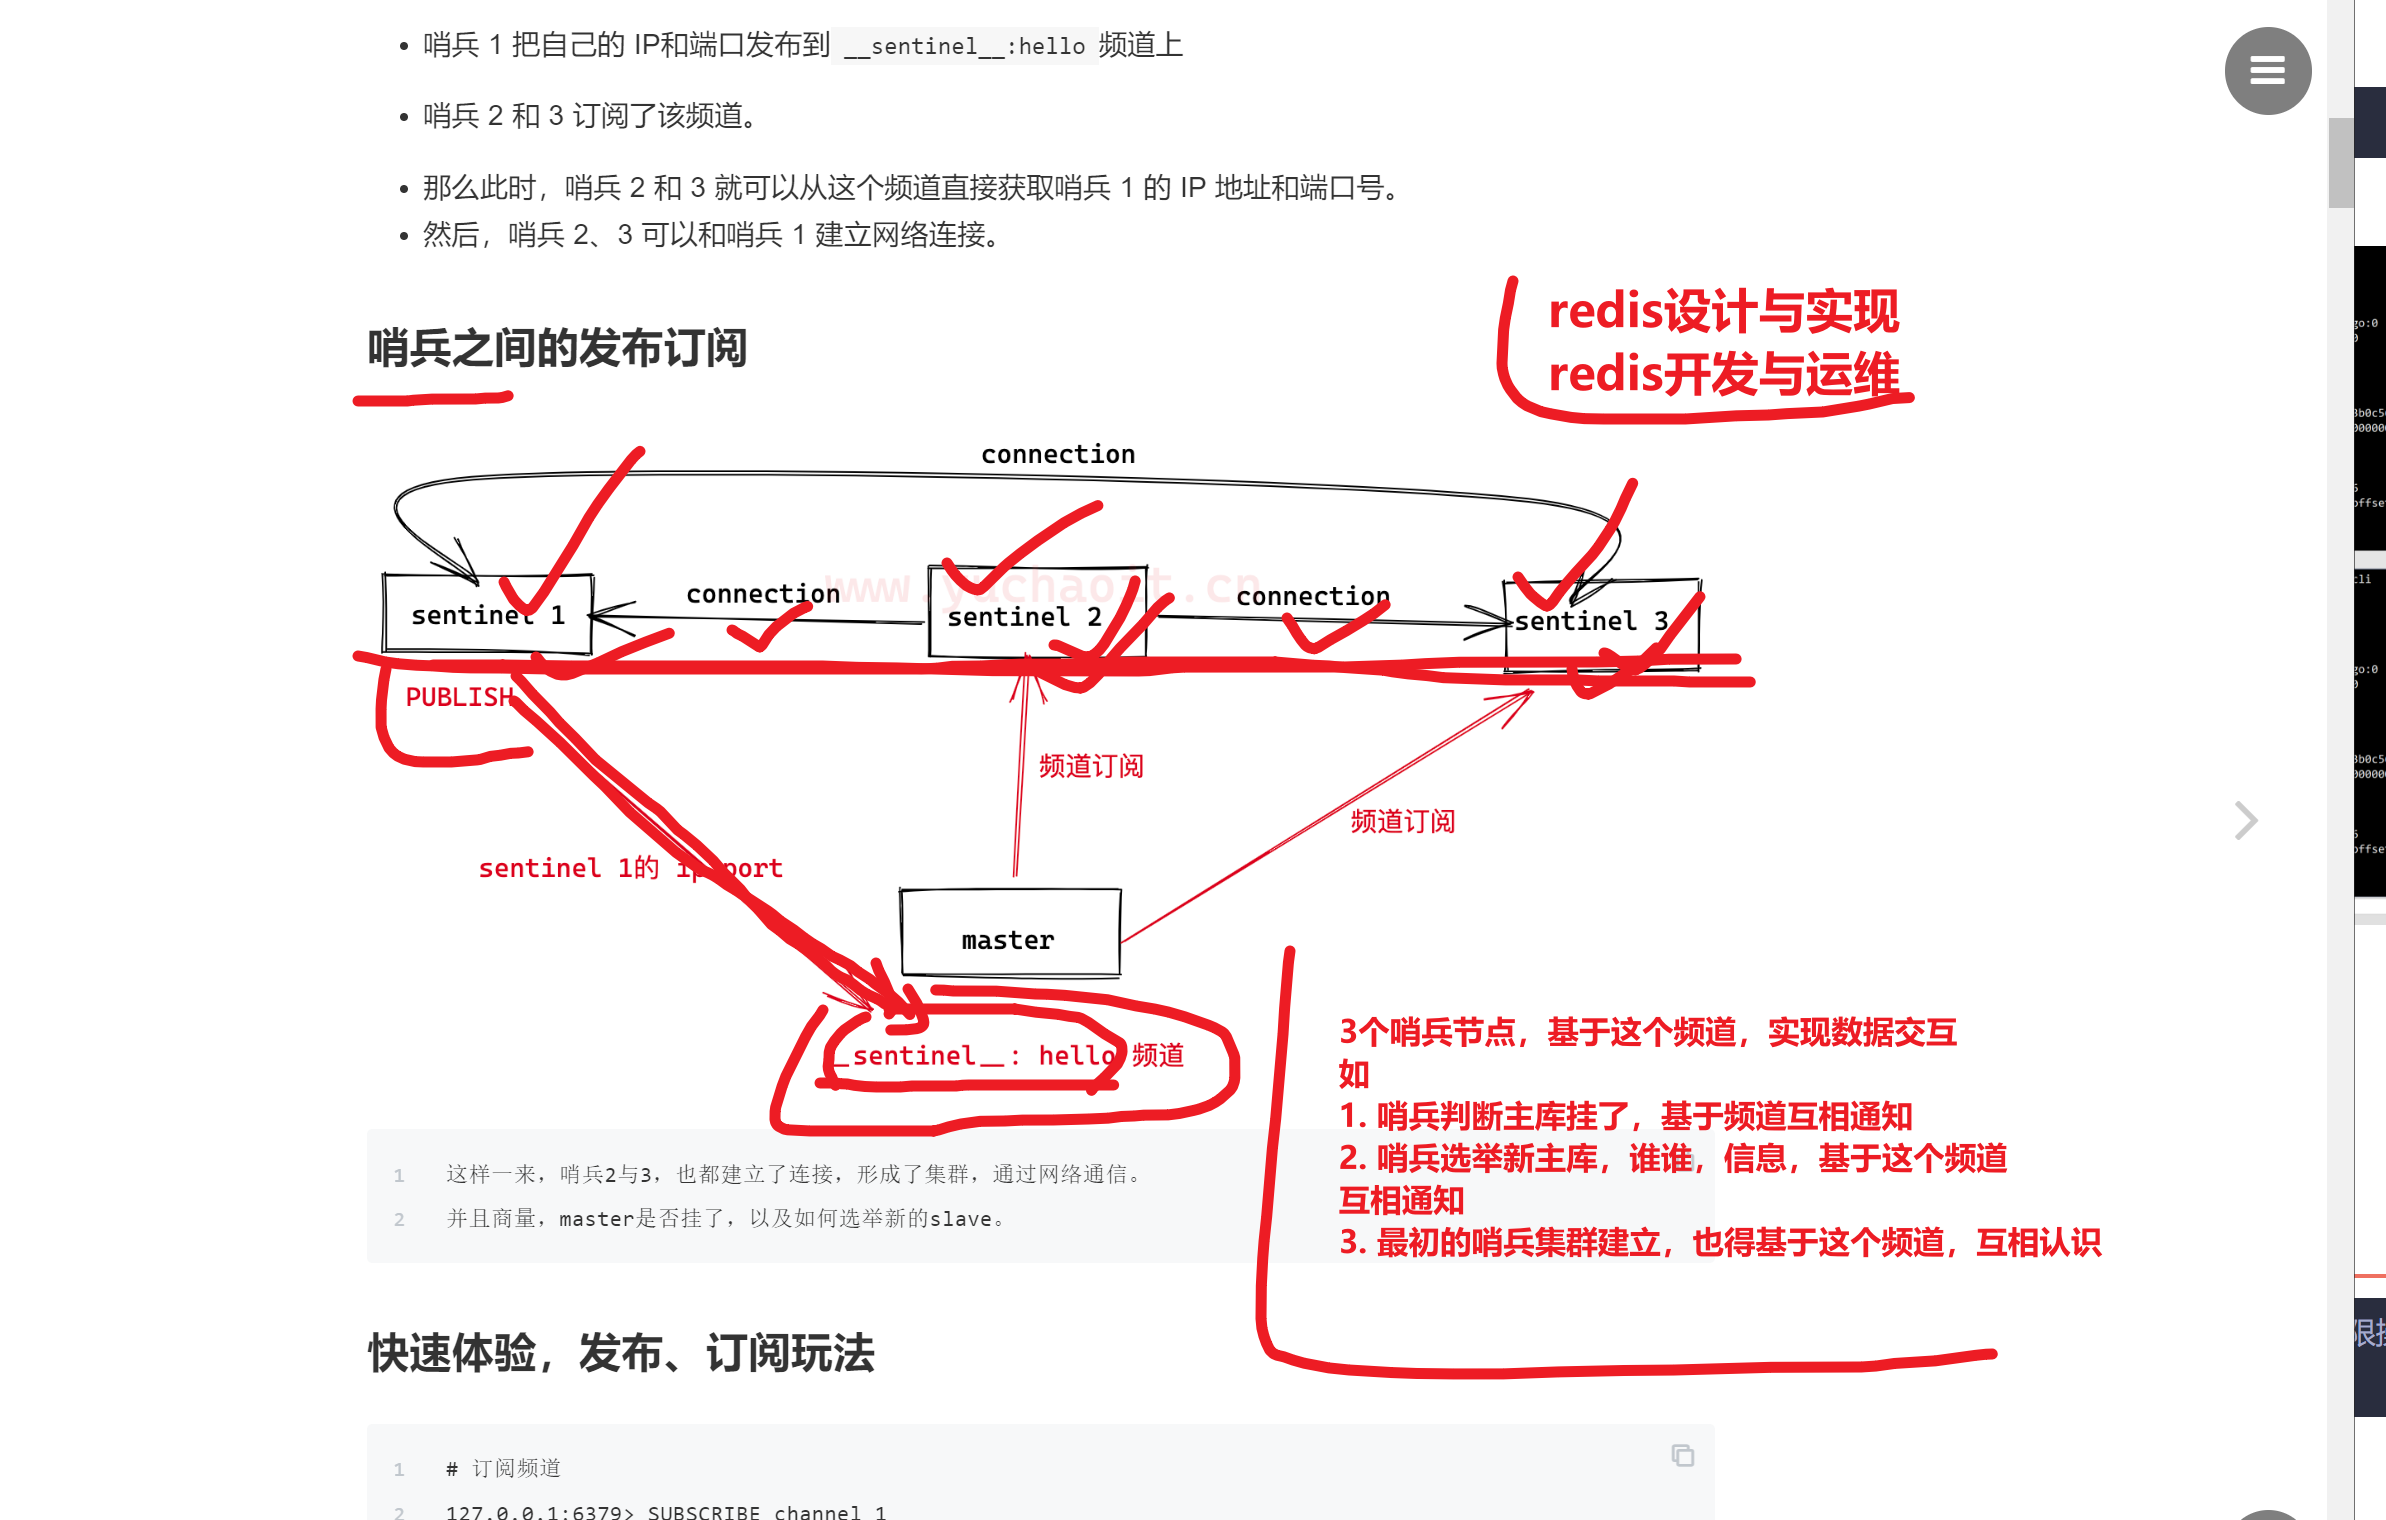 哨兵 1 把自己的 IP和端口发布到 __sentinel__:hello 频道上
哨兵 2 和 3 订阅了该频道。
那么此时，哨兵 2 和 3 就可以从这个频道直接获取哨兵 1 的 IP 地址和端口号。
然后，哨兵 2、3 可以和哨兵 1 建立网络连接。
redis设计与实现
redis开发与运维
哨兵之间的发布订阅
connection
www.yuchaoit.cn
connection
connection
sentinel 1
sentinel 2
sentinel 3
PUBLISH
频道订阅
频道订阅
sentinel 1的 ip port
master
__sentinel__: hello 频道
3个哨兵节点，基于这个频道，实现数据交互
如
1. 哨兵判断主库挂了，基于频道互相通知
2. 哨兵选举新主库，谁谁，信息，基于这个频道
互相通知
3. 最初的哨兵集群建立，也得基于这个频道，互相认识
1 这样一来，哨兵2与3，也都建立了连接，形成了集群，通过网络通信。
2 并且商量，master是否挂了，以及如何选举新的slave。
快速体验，发布、订阅玩法
1 # 订阅频道
2 127.0.0.1:6379> SUBSCRIBE channel 1
go:0
3b0c5
00000
offse
cli
go:0
3b0c5
00000
offse